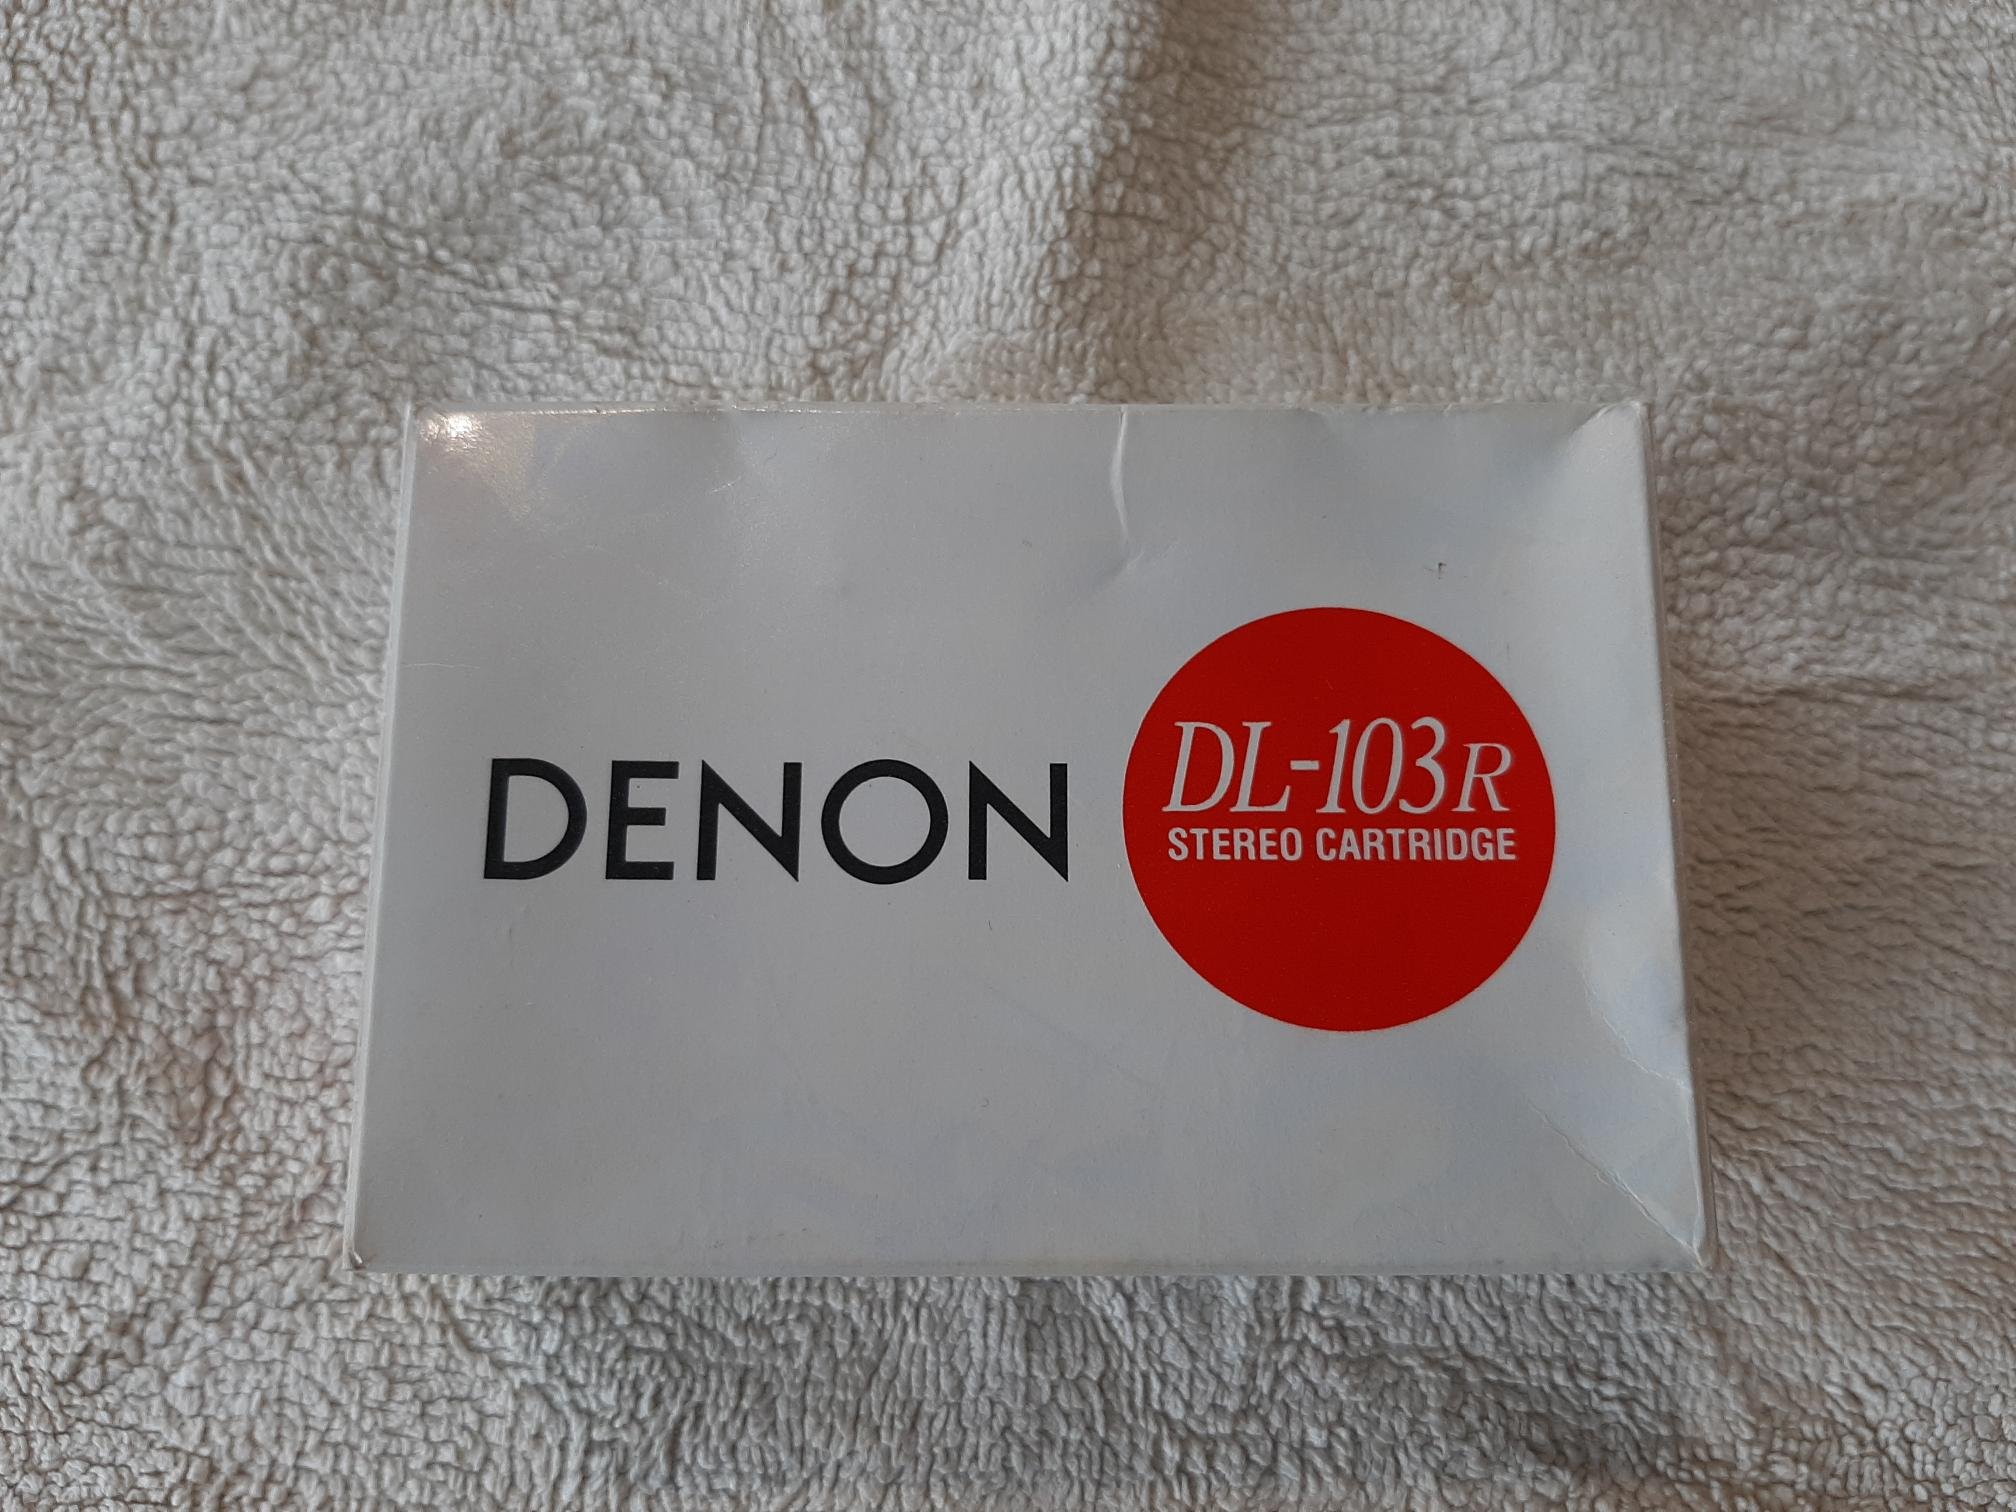 DENON
DL-103R
STEREO CARTRIDGE